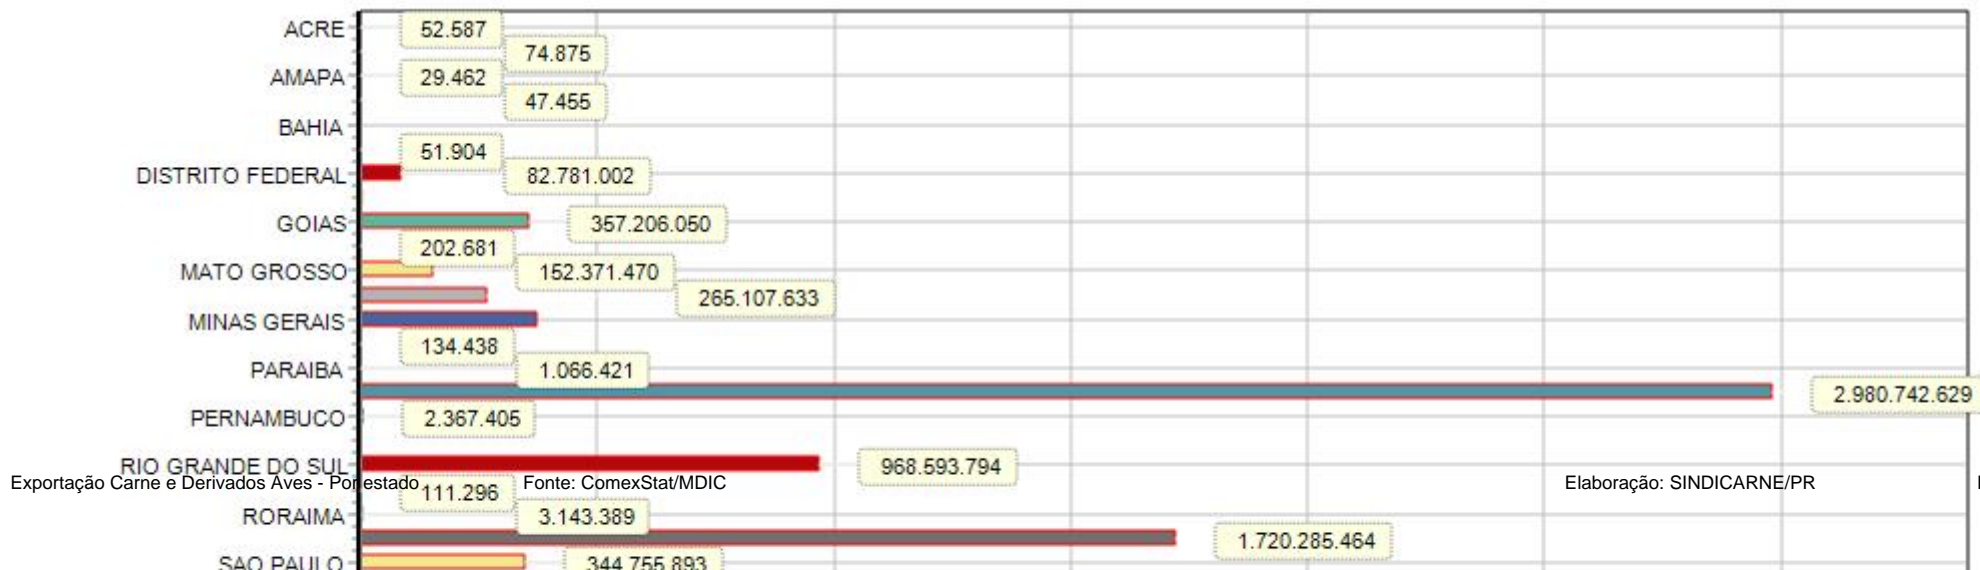 ACRE 52.587
74.875
AMAPA 29.462
47.455
BAHIA
51.904
DISTRITO FEDERAL 82.781.002
GOIAS 357.206.050
202.681
MATO GROSSO 152.371.470
265.107.633
MINAS GERAIS
134.438
PARAIBA 1.066.421
2.980.742.629
PERNAMBUCO 2.367.405
RIO GRANDE DO SUL 968.593.794
Exportação Carne e Derivados Aves - Por estado Fonte: ComexStat/MDIC Elaboração: SINDICARNE/PR
111.296
RORAIMA 3.143.389
1.720.285.464
SAO PAULO 344.755.893